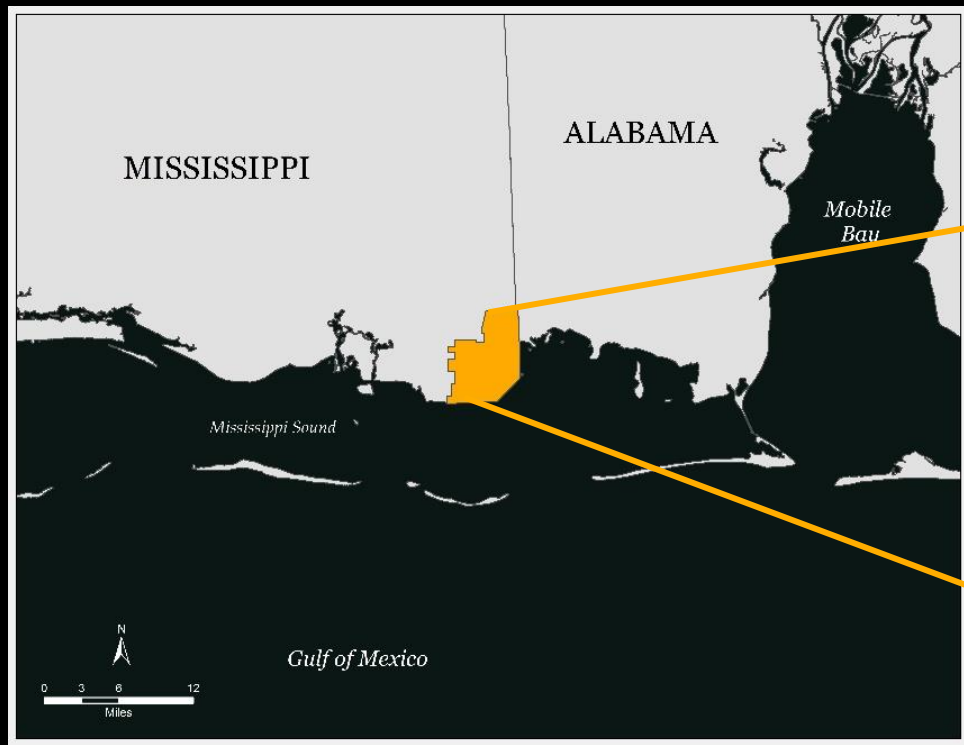 MISSISSIPPI
ALABAMA
Mobile
Bay
Mississippi Sound
Gulf of Mexico
N
0 3 6 12
Miles